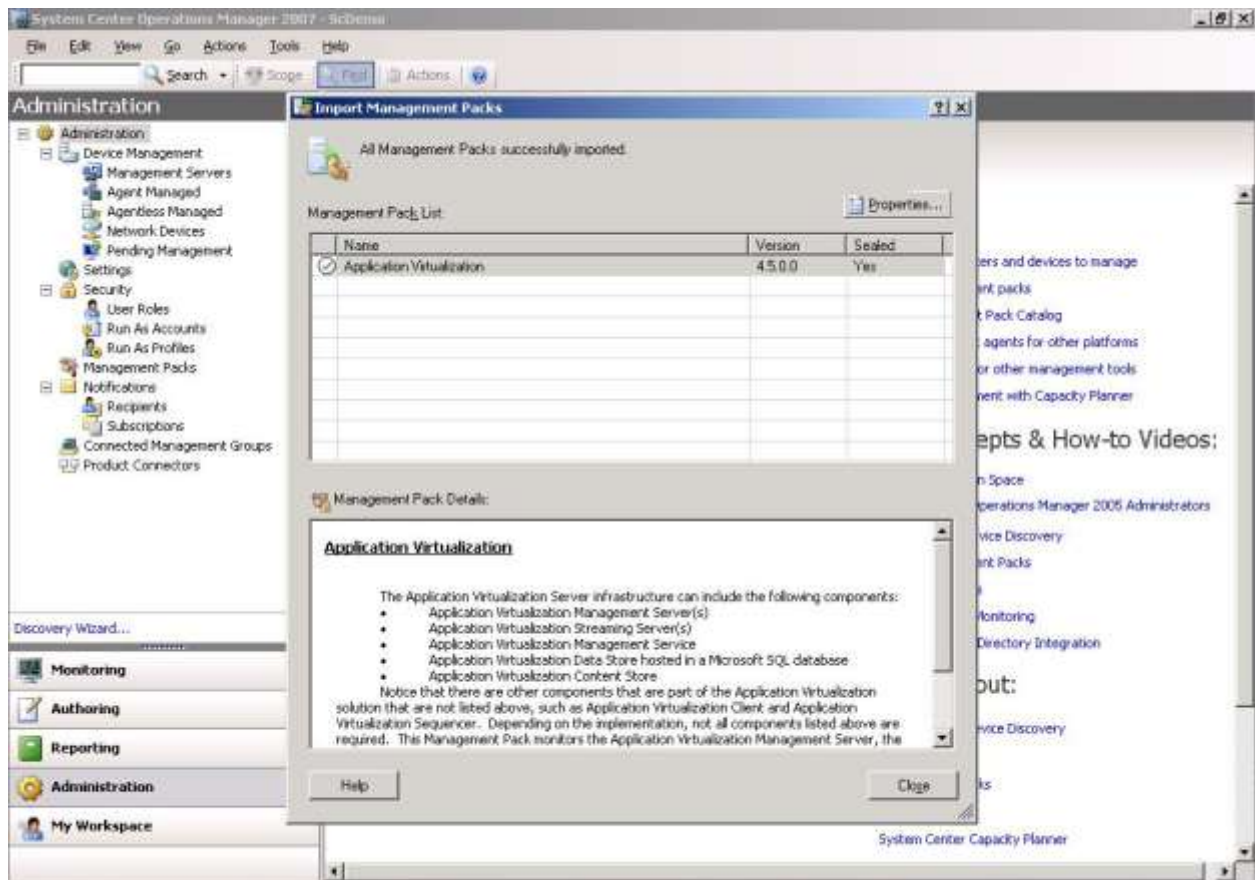 System Center Operations Manager 2007 - ScDemo
File Edit View Go Actions Tools Help
Search Scope Find Actions
Administration
Administration
Device Management
Management Servers
Agent Managed
Agentless Managed
Network Devices
Pending Management
Settings
Security
User Roles
Run As Accounts
Run As Profiles
Management Packs
Notifications
Recipients
Subscriptions
Connected Management Groups
Product Connectors
Discovery Wizard...
Monitoring
Authoring
Reporting
Administration
My Workspace
Import Management Packs
All Management Packs successfully imported.
Management Pack List:
Properties...
Name Version Sealed
Application Virtualization 4.5.0.0 Yes
Management Pack Details:
Application Virtualization
The Application Virtualization Server infrastructure can include the following components:
• Application Virtualization Management Server(s)
• Application Virtualization Streaming Server(s)
• Application Virtualization Management Service
• Application Virtualization Data Store hosted in a Microsoft SQL database
• Application Virtualization Content Store
Notice that there are other components that are part of the Application Virtualization
solution that are not listed above, such as Application Virtualization Client and Application
Virtualization Sequencer. Depending on the implementation, not all components listed above are
required. This Management Pack monitors the Application Virtualization Management Server, the
Help
Close
ters and devices to manage
ent packs
t Pack Catalog
agents for other platforms
or other management tools
ment with Capacity Planner
epts & How-to Videos:
n Space
perations Manager 2005 Administrators
vice Discovery
ent Packs
Monitoring
Directory Integration
out:
vice Discovery
ks
System Center Capacity Planner